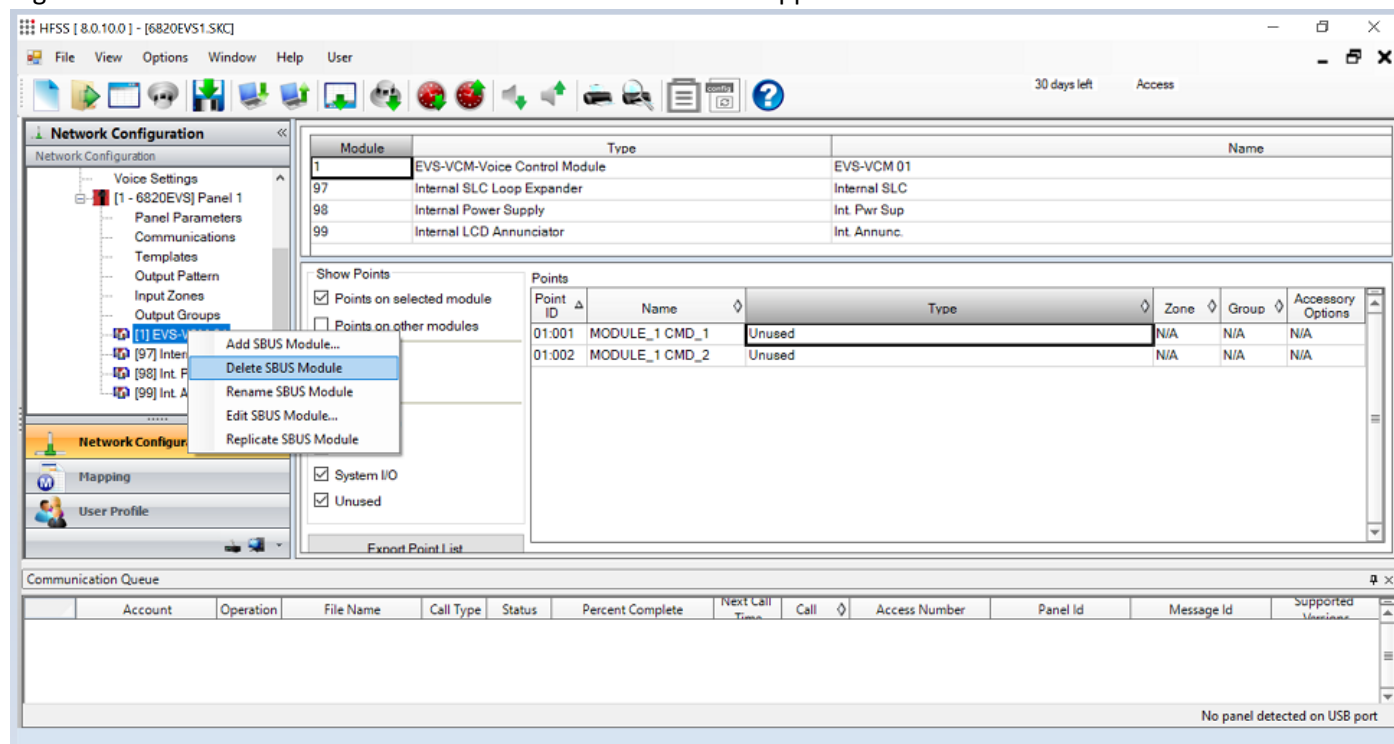 HFSS [ 8.0.10.0 ] - [6820EVS1.SKC]
File View Options Window Help User
config
30 days left Access
Network Configuration
Network Configuration
Voice Settings
[1 - 6820EVS] Panel 1
Panel Parameters
Communications
Templates
Output Pattern
Input Zones
Output Groups
[1] EVS-V
[97] Inter
[98] Int. P
[99] Int. A
Add SBUS Module...
Delete SBUS Module
Rename SBUS Module
Edit SBUS Module...
Replicate SBUS Module
Network Configur
Mapping
User Profile
Module Type Name
1 EVS-VCM-Voice Control Module EVS-VCM 01
97 Internal SLC Loop Expander Internal SLC
98 Internal Power Supply Int. Pwr Sup
99 Internal LCD Annunciator Int. Annunc.
Show Points
Points on selected module
Points on other modules
System I/O
Unused
Export Point List
Points
Point ID Name Type Zone Group Accessory Options
01:001 MODULE_1 CMD_1 Unused N/A N/A N/A
01:002 MODULE_1 CMD_2 Unused N/A N/A N/A
Communication Queue
Account Operation File Name Call Type Status Percent Complete Next Call Time Call Access Number Panel Id Message Id Supported Versions
No panel detected on USB port